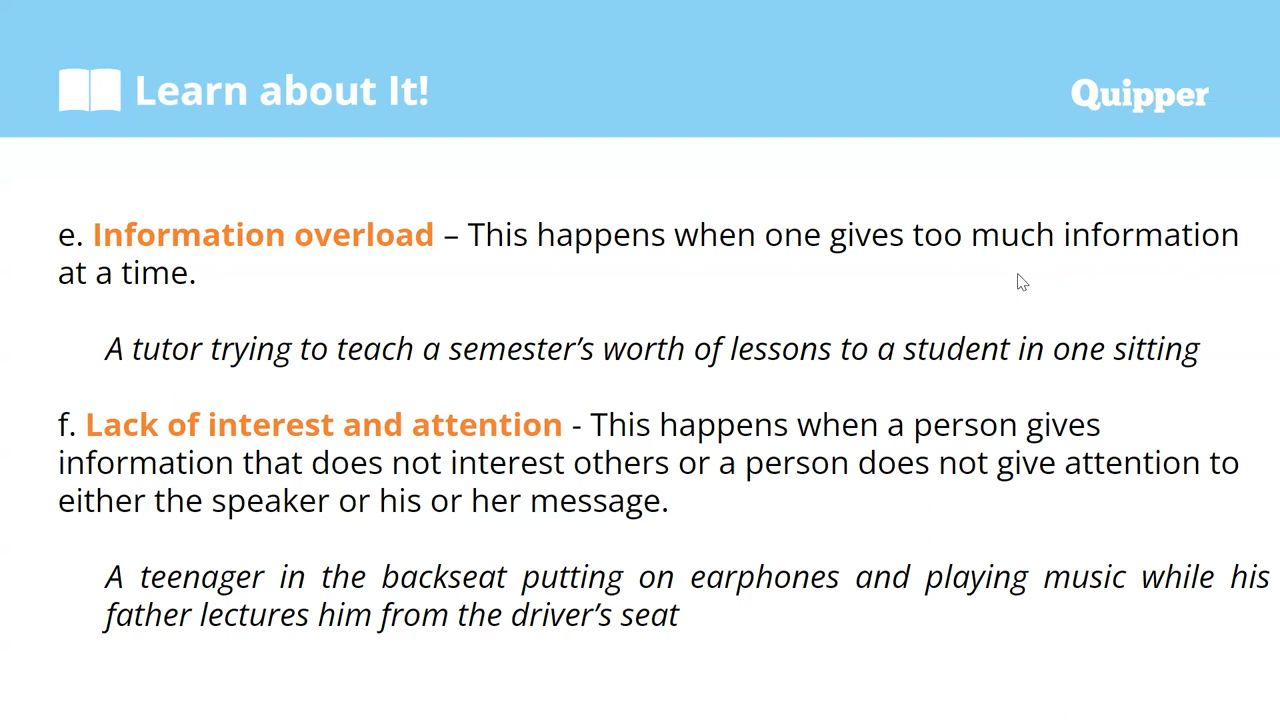 Learn about It!
Quipper
e. Information overload – This happens when one gives too much information
at a time.
A tutor trying to teach a semester’s worth of lessons to a student in one sitting
f. Lack of interest and attention - This happens when a person gives
information that does not interest others or a person does not give attention to
either the speaker or his or her message.
A teenager in the backseat putting on earphones and playing music while his
father lectures him from the driver’s seat